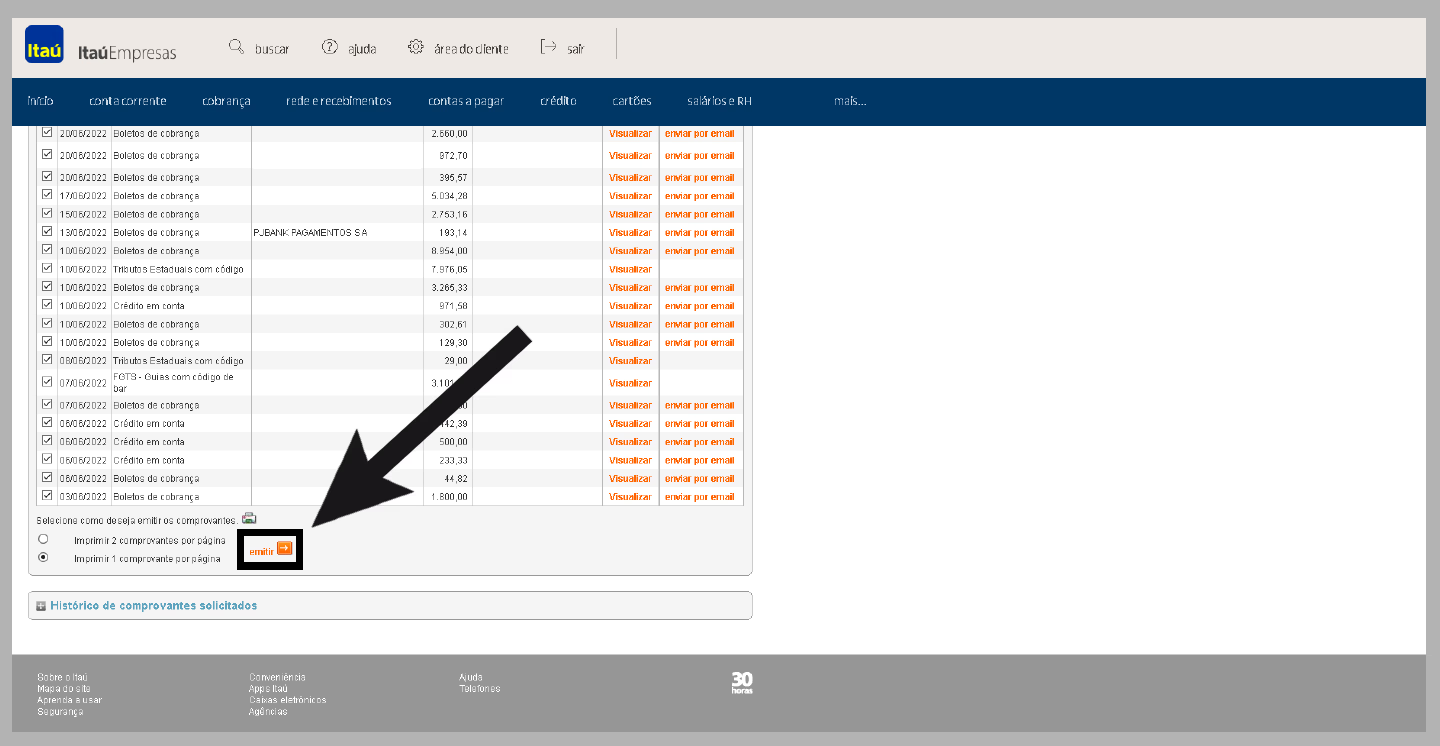 Itaú
ItaúEmpresas
buscar
ajuda
área do cliente
sair
início
conta corrente
cobrança
rede e recebimentos
contas a pagar
crédito
cartões
salários e RH
mais...
20/06/2022 Boletos de cobrança 2.660,00 Visualizar enviar por email
20/06/2022 Boletos de cobrança 972,70 Visualizar enviar por email
20/06/2022 Boletos de cobrança 395,57 Visualizar enviar por email
17/06/2022 Boletos de cobrança 5.034,28 Visualizar enviar por email
15/06/2022 Boletos de cobrança 2.753,16 Visualizar enviar por email
13/06/2022 Boletos de cobrança PJBANK PAGAMENTOS S A 193,14 Visualizar enviar por email
10/06/2022 Boletos de cobrança 8.954,00 Visualizar enviar por email
10/06/2022 Tributos Estaduais com código 7.976,05 Visualizar
10/06/2022 Boletos de cobrança 3.265,33 Visualizar enviar por email
10/06/2022 Crédito em conta 971,58 Visualizar enviar por email
10/06/2022 Boletos de cobrança 302,61 Visualizar enviar por email
10/06/2022 Boletos de cobrança 129,30 Visualizar enviar por email
08/06/2022 Tributos Estaduais com código 29,00 Visualizar
07/06/2022 FGTS - Guias com código de bar Visualizar
07/06/2022 Boletos de cobrança Visualizar enviar por email
06/06/2022 Crédito em conta Visualizar enviar por email
06/06/2022 Crédito em conta 500,00 Visualizar enviar por email
06/06/2022 Crédito em conta 233,33 Visualizar enviar por email
06/06/2022 Boletos de cobrança 44,82 Visualizar enviar por email
03/06/2022 Boletos de cobrança 1.800,00 Visualizar enviar por email
Selecione como deseja emitir os comprovantes.
Imprimir 2 comprovantes por página
Imprimir 1 comprovante por página
emitir
Histórico de comprovantes solicitados
Sobre o Itaú
Mapa do site
Aprenda a usar
Segurança
Conveniência
Apps Itaú
Caixas eletrônicos
Agências
Ajuda
Telefones
30
horas